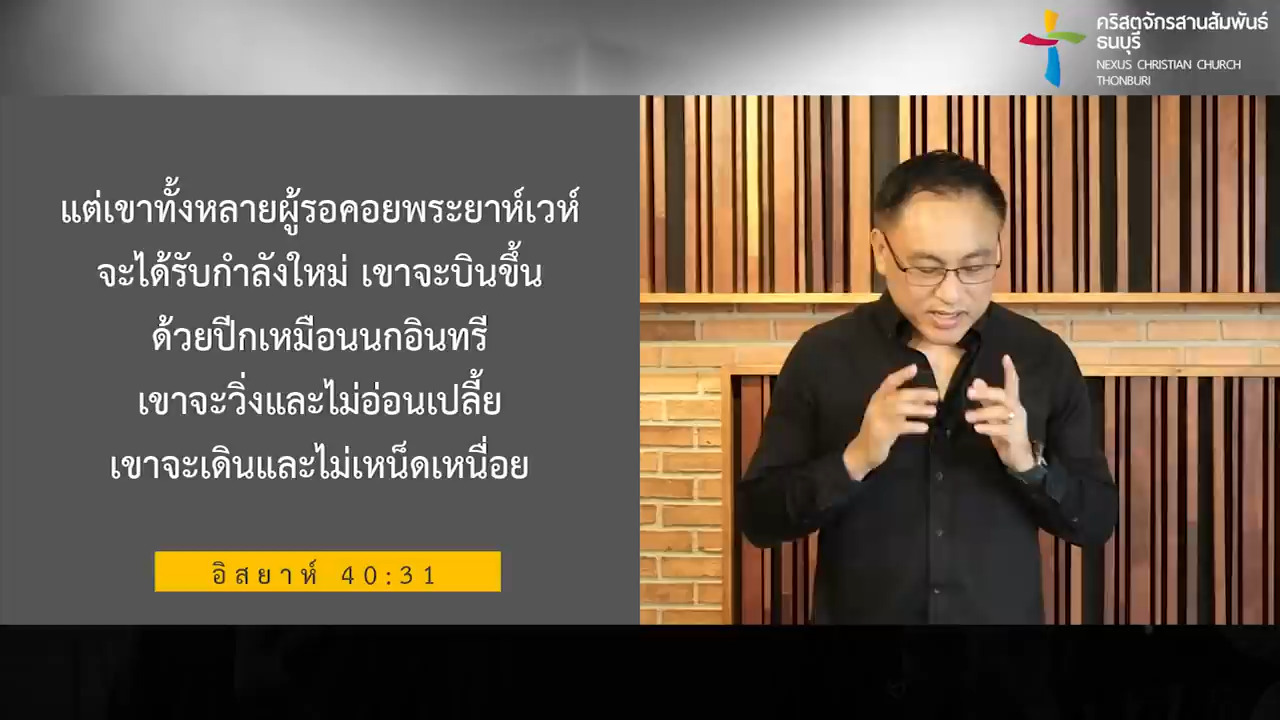 คริสตจักรสานสัมพันธ์
ธนบุรี
NEXUS CHRISTIAN CHURCH
THONBURI
แต่เขาทั้งหลายผู้รอคอยพระยาห์เวห์
จะได้รับกำลังใหม่ เขาจะบินขึ้น
ด้วยปีกเหมือนนกอินทรี
เขาจะวิ่งและไม่อ่อนเปลี้ย
เขาจะเดินและไม่เหน็ดเหนื่อย
อิสยาห์ 40:31